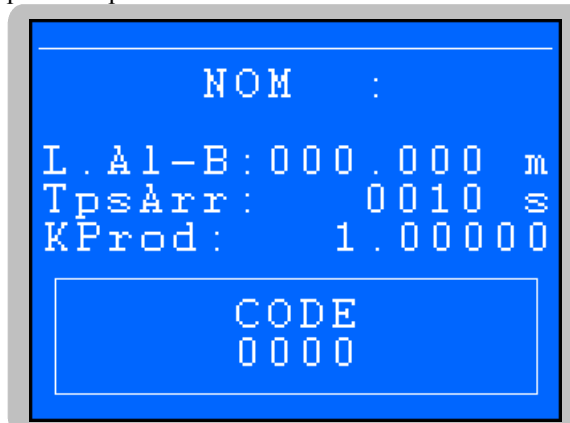 NOM :
L.Al-B:000.000 m
TpsArr: 0010 s
KProd: 1.00000
CODE
0000